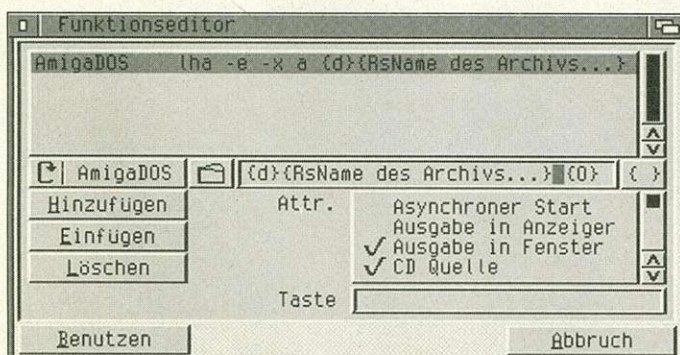 Funktionseditor
AmigaDOS lha -e -x a {d}{RsName des Archivs...}
AmigaDOS {d}{RsName des Archivs...} {O} { }
Hinzufügen Attr. Asynchroner Start
Ausgabe in Anzeiger
Einfügen ✓ Ausgabe in Fenster
Löschen ✓ CD Quelle
Taste
Benutzen Abbruch